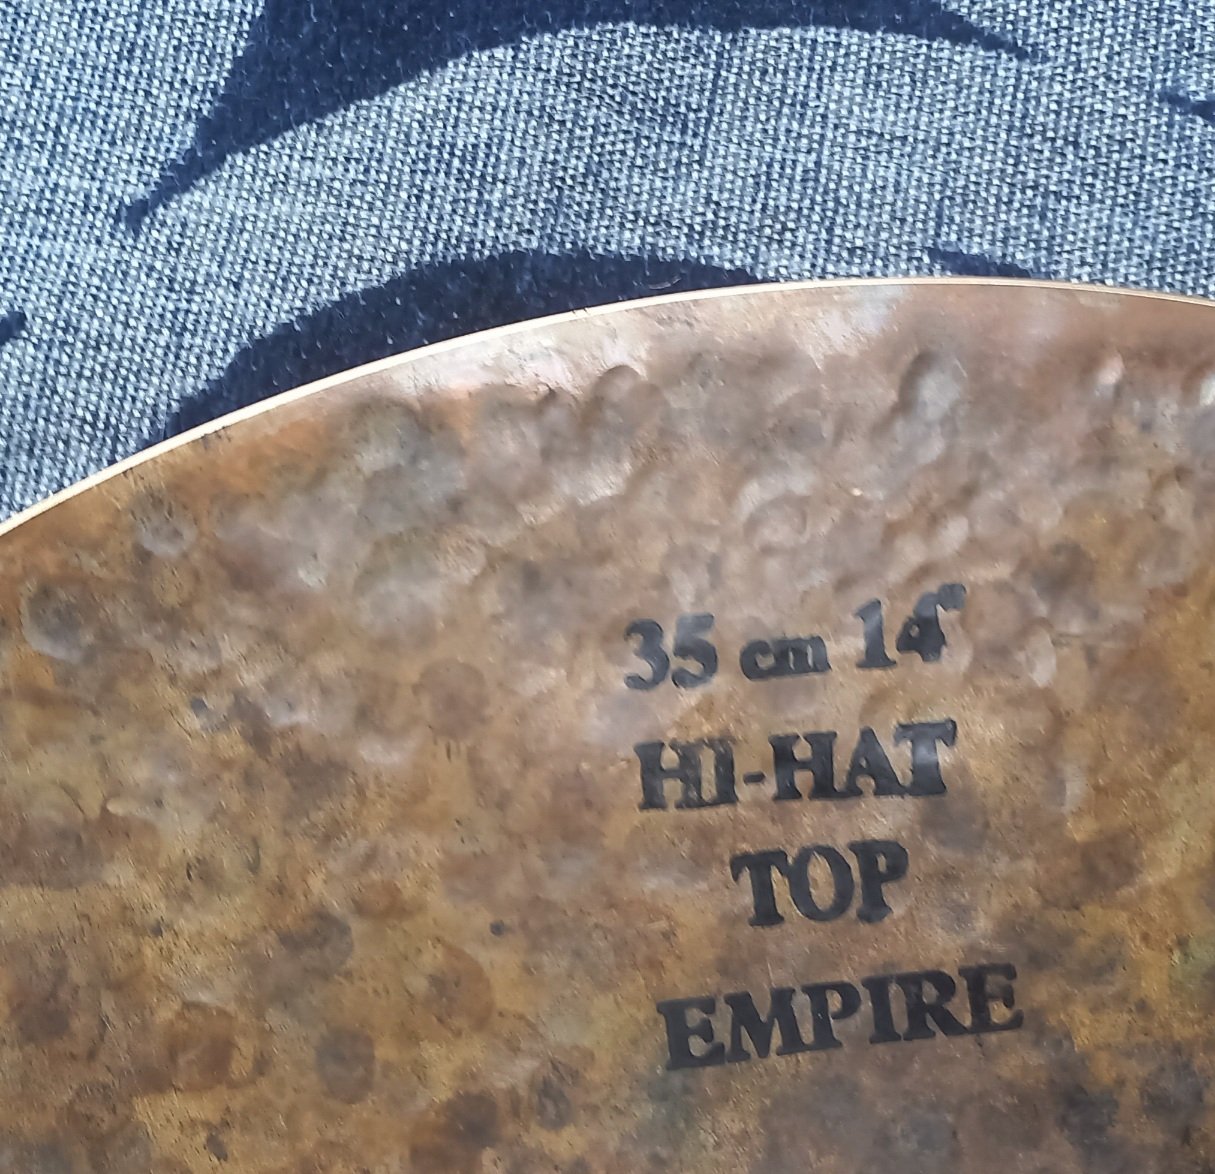 35 cm 14"
HI-HAT
TOP
EMPIRE